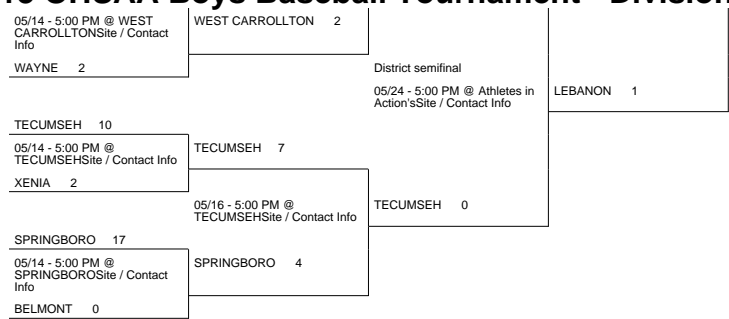 OHSAA Boys Baseball Tournament - Division
05/14 - 5:00 PM @ WEST
CARROLLTONSite / Contact
Info
WEST CARROLLTON 2
WAYNE 2
District semifinal
05/24 - 5:00 PM @ Athletes in
Action'sSite / Contact Info
LEBANON 1
TECUMSEH 10
05/14 - 5:00 PM @
TECUMSEHSite / Contact Info
TECUMSEH 7
XENIA 2
05/16 - 5:00 PM @
TECUMSEHSite / Contact Info
TECUMSEH 0
SPRINGBORO 17
05/14 - 5:00 PM @
SPRINGBOROSite / Contact
Info
SPRINGBORO 4
BELMONT 0